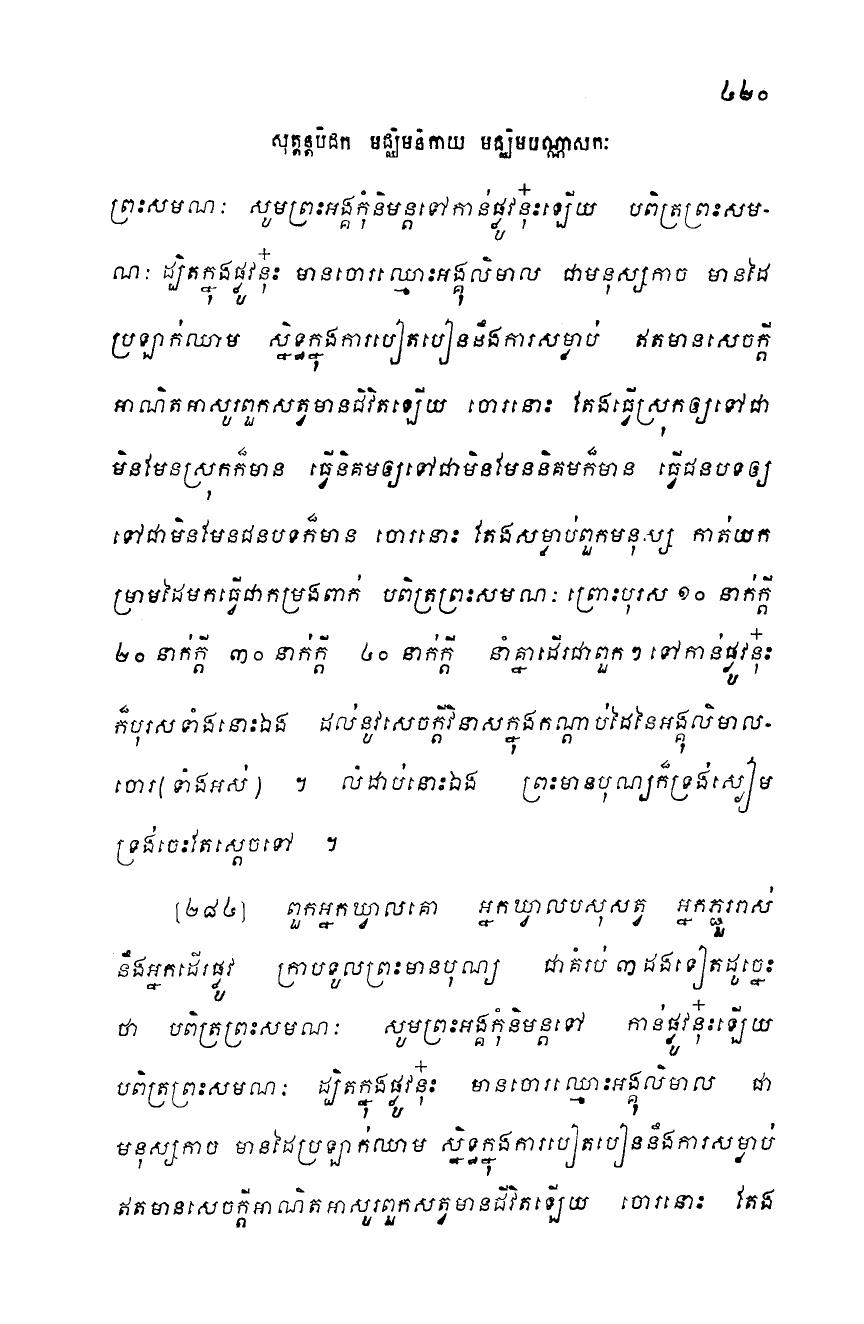 ៤២០
សុត្តន្តបិដក មជ្ឈិមនិកាយ មជ្ឈិមបណ្ណាសកៈ
ព្រះសមណៈ សូមព្រះអង្គកុំនិមន្តទៅកាន់ផ្លូវនុ៎ះឡើយ បពិត្រព្រះសម-
ណៈ ដ្បិតក្នុងផ្លូវនុ៎ះ មានចោរឈ្មោះអង្គុលិមាល ជាមនុស្សកាច មានដៃ
ប្រឡាក់ឈាម ស្និទ្ធក្នុងការបៀតបៀននឹងការសម្លាប់ ឥតមានសេចក្តី
អាណិតអាសូរពួកសត្វមានជីវិតឡើយ ចោរនោះ តែងធ្វើស្រុកឲ្យទៅជា
មិនមែនស្រុកក៏មាន ធ្វើនិគមឲ្យទៅជាមិនមែននិគមក៏មាន ធ្វើជនបទឲ្យ
ទៅជាមិនមែនជនបទក៏មាន ចោរនោះ តែងសម្លាប់ពួកមនុស្ស កាត់យក
ម្រាមដៃមកធ្វើជាកម្រងពាក់ បពិត្រព្រះសមណៈ ព្រោះបុរស ១០ នាក់ក្តី
២០ នាក់ក្តី ៣០ នាក់ក្តី ៤០ នាក់ក្តី នាំគ្នាដើរជាពួកៗ ទៅកាន់ផ្លូវនុ៎ះ
ក៏បុរសទាំងនោះឯង ដល់នូវសេចក្តីវិនាសក្នុងកណ្តាប់ដៃនៃអង្គុលិមាល-
ចោរ(ទាំងអស់) ។ លំដាប់នោះឯង ព្រះមានបុណ្យក៏ទ្រង់ស្ងៀម
ទ្រង់ចេះតែស្តេចទៅ ។
[២៨៤] ពួកអ្នកឃ្វាលគោ អ្នកឃ្វាលបសុសត្វ អ្នកភ្ជួររាស់
នឹងអ្នកដើរផ្លូវ ក្រាបទូលព្រះមានបុណ្យ ជាគំរប់ ៣ ដងទៀតដូច្នេះ
ថា បពិត្រព្រះសមណៈ សូមព្រះអង្គកុំនិមន្តទៅ កាន់ផ្លូវនុ៎ះឡើយ
បពិត្រព្រះសមណៈ ដ្បិតក្នុងផ្លូវនុ៎ះ មានចោរឈ្មោះអង្គុលិមាល ជា
មនុស្សកាច មានដៃប្រឡាក់ឈាម ស្និទ្ធក្នុងការបៀតបៀននឹងការសម្លាប់
ឥតមានសេចក្តីអាណិតអាសូរពួកសត្វមានជីវិតឡើយ ចោរនោះ តែង